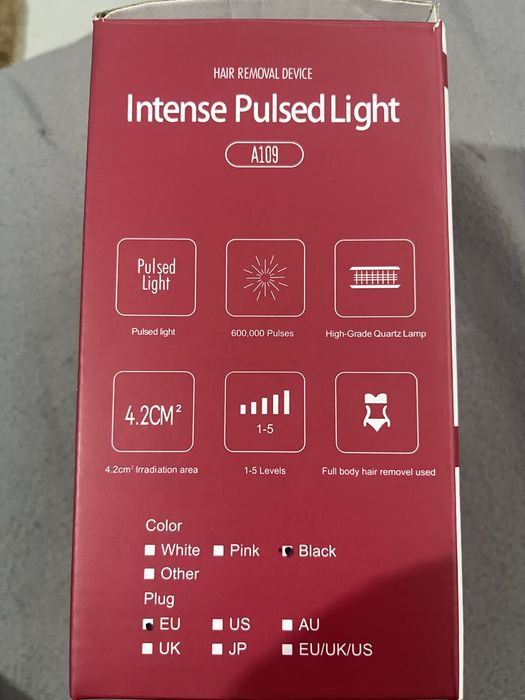 HAIR REMOVAL DEVICE
Intense Pulsed Light
A109
Pulsed
Light
Pulsed light
600,000 Pulses
High-Grade Quartz Lamp
4.2CM²
1-5
4.2cm² Irradiation area
1-5 Levels
Full body hair removel used
Color
White Pink Black
Other
Plug
EU US AU
UK JP EU/UK/US